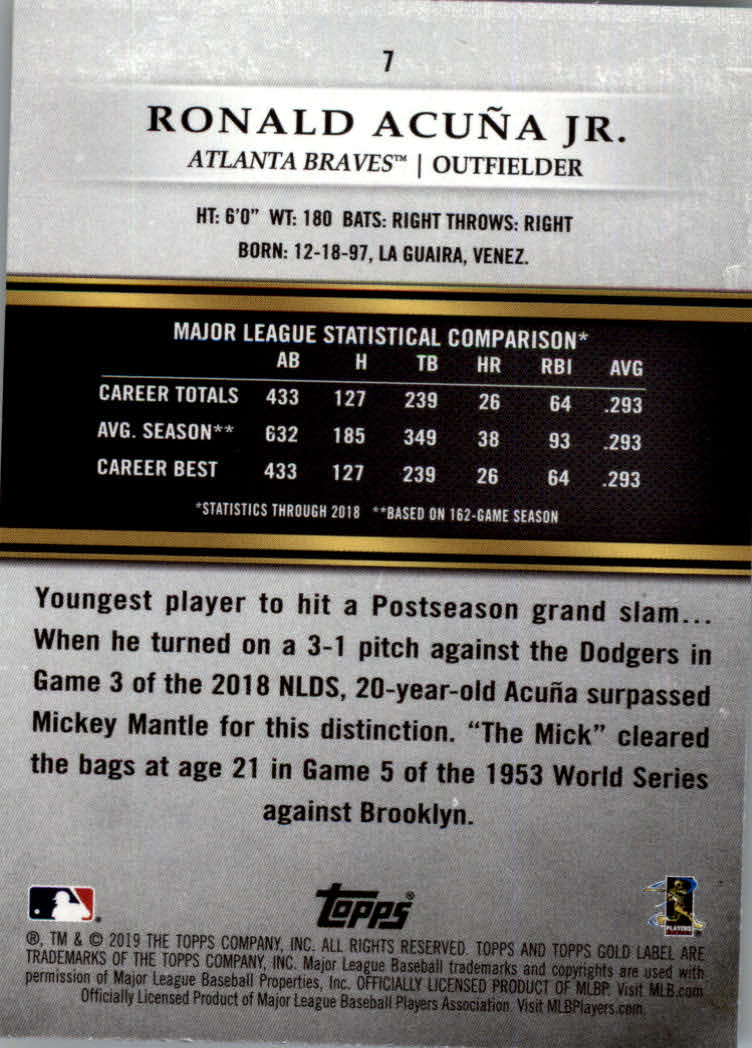 7
RONALD ACUÑA JR.
ATLANTA BRAVES™ | OUTFIELDER
HT: 6'0" WT: 180 BATS: RIGHT THROWS: RIGHT
BORN: 12-18-97, LA GUAIRA, VENEZ.
MAJOR LEAGUE STATISTICAL COMPARISON*
AB H TB HR RBI AVG
CAREER TOTALS 433 127 239 26 64 .293
AVG. SEASON** 632 185 349 38 93 .293
CAREER BEST 433 127 239 26 64 .293
*STATISTICS THROUGH 2018 **BASED ON 162-GAME SEASON
Youngest player to hit a Postseason grand slam...
When he turned on a 3-1 pitch against the Dodgers in
Game 3 of the 2018 NLDS, 20-year-old Acuña surpassed
Mickey Mantle for this distinction. “The Mick” cleared
the bags at age 21 in Game 5 of the 1953 World Series
against Brooklyn.
®
Topps®
PLAYERS
®, TM & © 2019 THE TOPPS COMPANY, INC. ALL RIGHTS RESERVED. TOPPS AND TOPPS GOLD LABEL ARE
TRADEMARKS OF THE TOPPS COMPANY, INC. Major League Baseball trademarks and copyrights are used with
permission of Major League Baseball Properties, Inc. OFFICIALLY LICENSED PRODUCT OF MLBP. Visit MLB.com
Officially Licensed Product of Major League Baseball Players Association. Visit MLBPlayers.com.